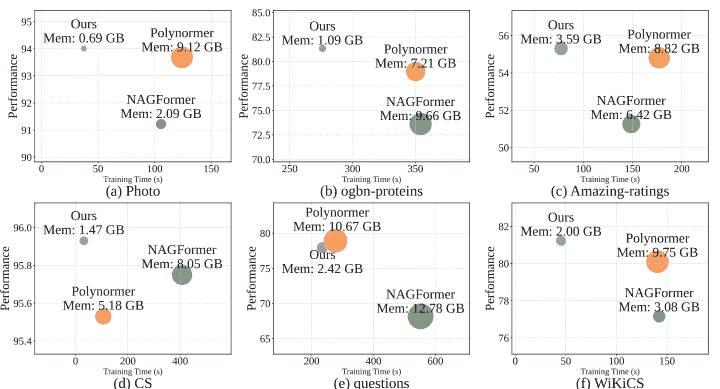 95
94
93
92
91
90
Performance
Ours
Mem: 0.69 GB
Polynormer
Mem: 9.12 GB
NAGFormer
Mem: 2.09 GB
0 50 100 150
Training Time (s)
(a) Photo
85.0
82.5
80.0
77.5
75.0
72.5
70.0
Performance
Ours
Mem: 1.09 GB
Polynormer
Mem: 7.21 GB
NAGFormer
Mem: 9.66 GB
250 300 350
Training Time (s)
(b) ogbn-proteins
56
54
52
50
Performance
Ours
Mem: 3.59 GB
Polynormer
Mem: 8.82 GB
NAGFormer
Mem: 6.42 GB
50 100 150 200
Training Time (s)
(c) Amazing-ratings
96.0
95.8
95.6
95.4
Performance
Ours
Mem: 1.47 GB
NAGFormer
Mem: 8.05 GB
Polynormer
Mem: 5.18 GB
0 200 400
Training Time (s)
(d) CS
80
75
70
65
Performance
Polynormer
Mem: 10.67 GB
Ours
Mem: 2.42 GB
NAGFormer
Mem: 12.78 GB
200 400 600
Training Time (s)
(e) questions
82
80
78
76
Performance
Ours
Mem: 2.00 GB
Polynormer
Mem: 9.75 GB
NAGFormer
Mem: 3.08 GB
0 50 100 150
Training Time (s)
(f) WiKiCS